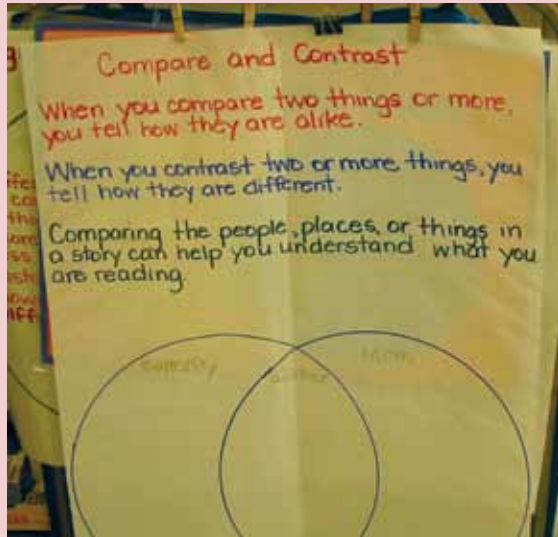 Compare and Contrast
When you compare two things or more,
you tell how they are alike.
When you contrast two or more things, you
tell how they are different.
Comparing the people, places, or things in
a story can help you understand what you
are reading.
Mom